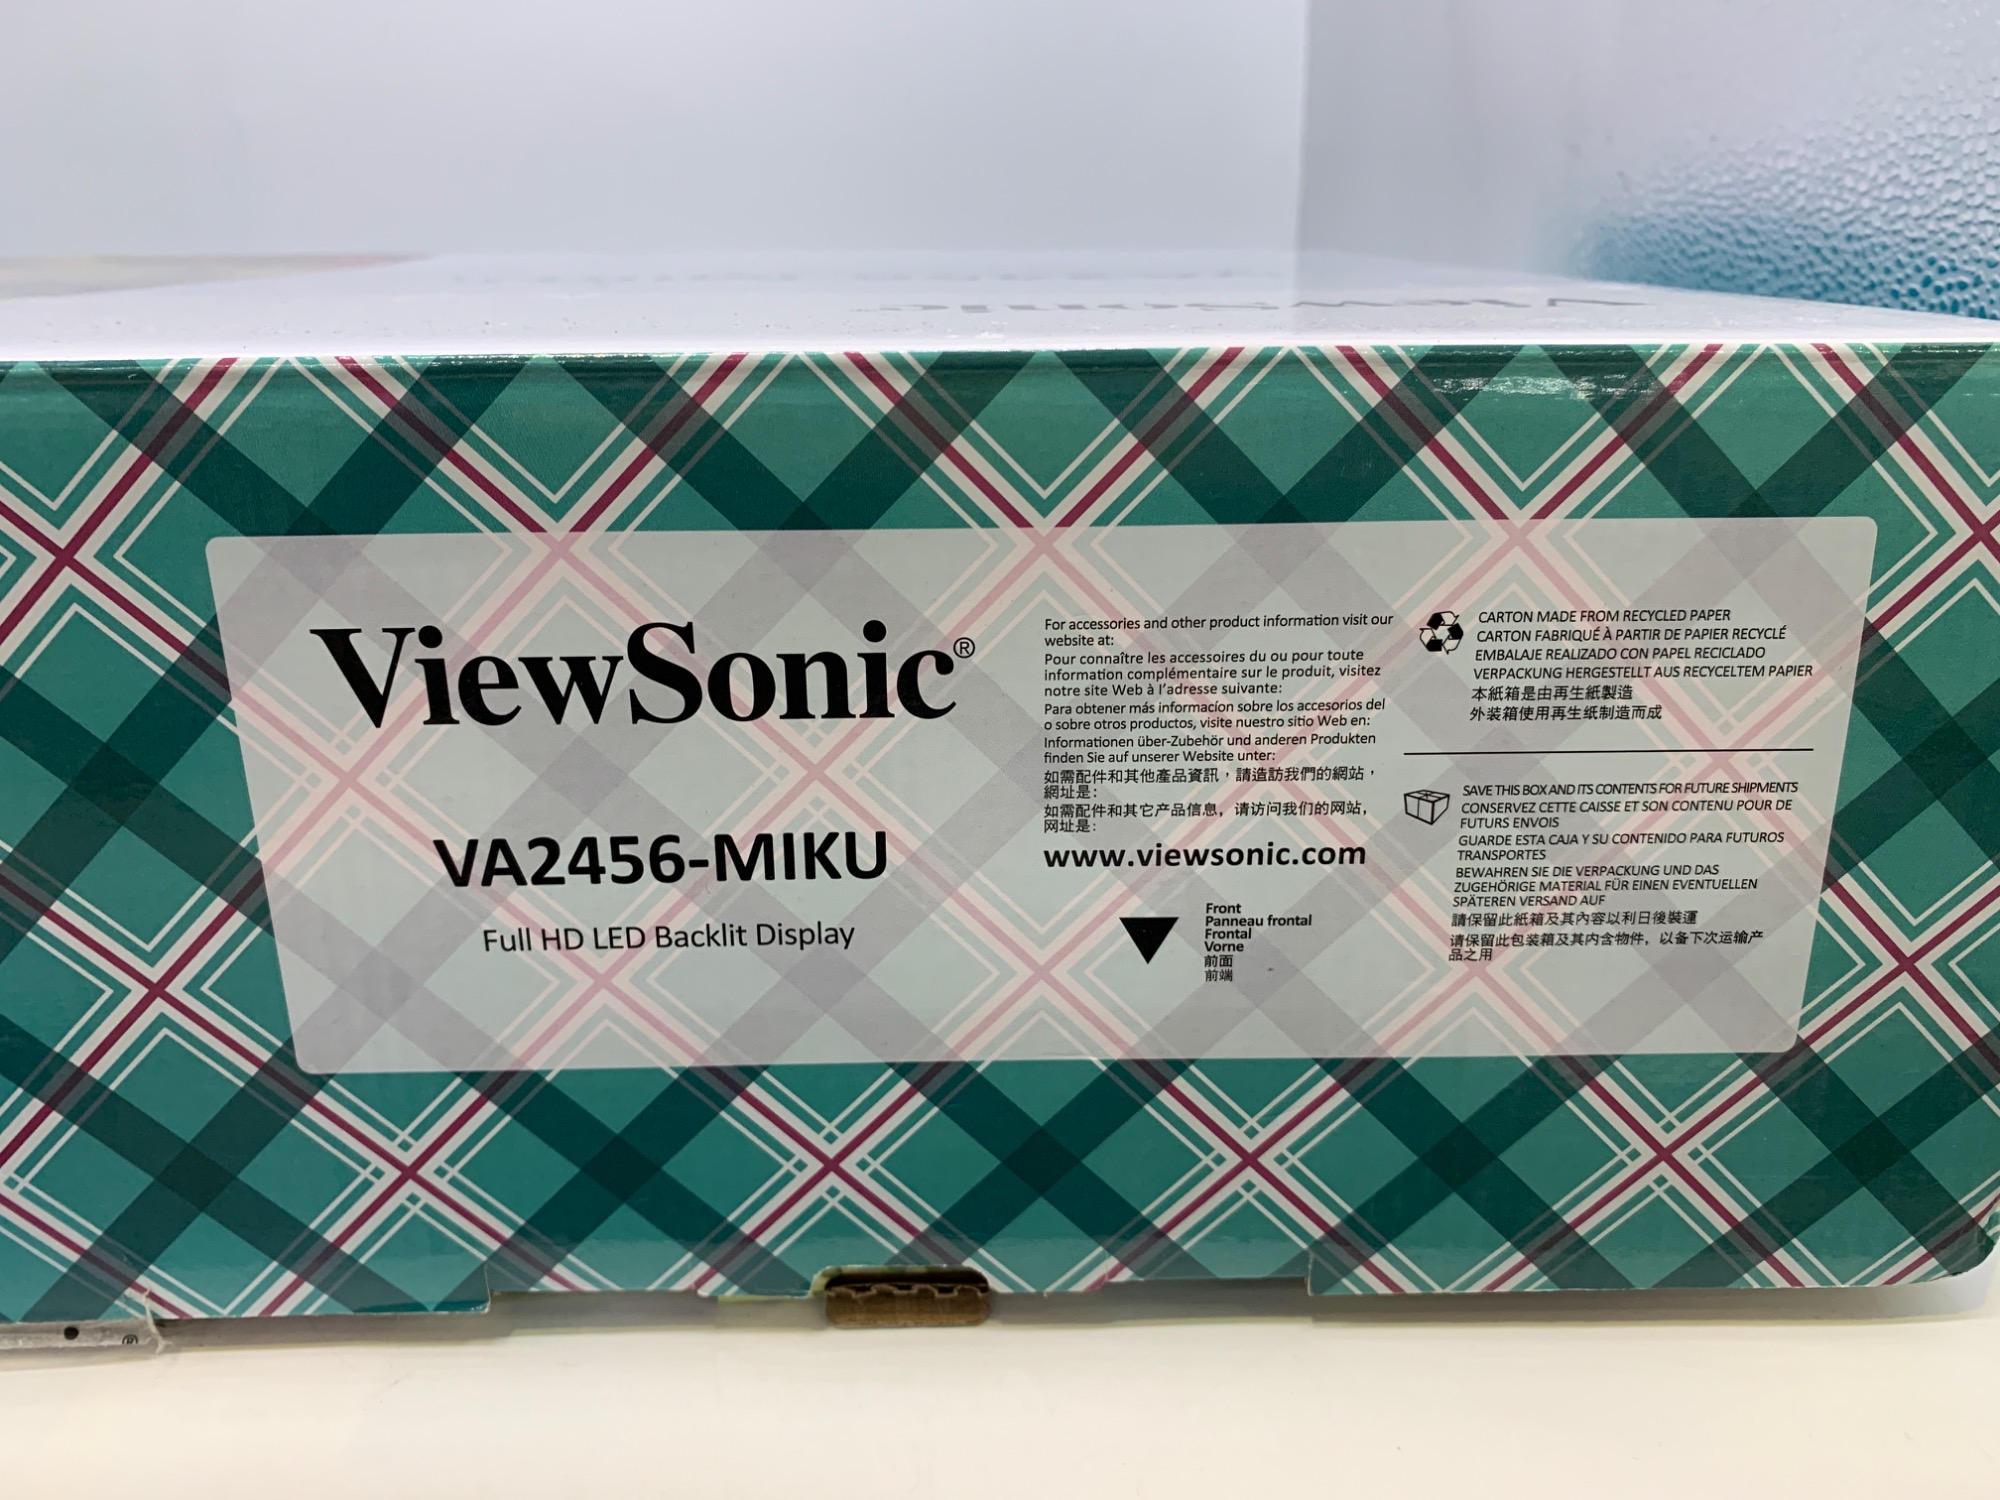 ViewSonic®
VA2456-MIKU
Full HD LED Backlit Display
For accessories and other product information visit our
website at:
Pour connaître les accessoires du ou pour toute
information complémentaire sur le produit, visitez
notre site Web à l'adresse suivante:
Para obtener más informacíon sobre los accesorios del
o sobre otros productos, visite nuestro sitio Web en:
Informationen über-Zubehör und anderen Produkten
finden Sie auf unserer Website unter:
如需配件和其他產品資訊，請造訪我們的網站，
網址是：
如需配件和其它产品信息，请访问我们的网站，
网址是：
www.viewsonic.com
Front
Panneau frontal
Frontal
Vorne
前面
前端
CARTON MADE FROM RECYCLED PAPER
CARTON FABRIQUÉ À PARTIR DE PAPIER RECYCLÉ
EMBALAJE REALIZADO CON PAPEL RECICLADO
VERPACKUNG HERGESTELLT AUS RECYCELTEM PAPIER
本紙箱是由再生紙製造
外装箱使用再生纸制造而成
SAVE THIS BOX AND ITS CONTENTS FOR FUTURE SHIPMENTS
CONSERVEZ CETTE CAISSE ET SON CONTENU POUR DE
FUTURS ENVOIS
GUARDE ESTA CAJA Y SU CONTENIDO PARA FUTUROS
TRANSPORTES
BEWAHREN SIE DIE VERPACKUNG UND DAS
ZUGEHÖRIGE MATERIAL FÜR EINEN EVENTUELLEN
SPÄTEREN VERSAND AUF
請保留此紙箱及其內容以利日後裝運
请保留此包装箱及其内含物件，以备下次运输产
品之用
ViewSonic
®